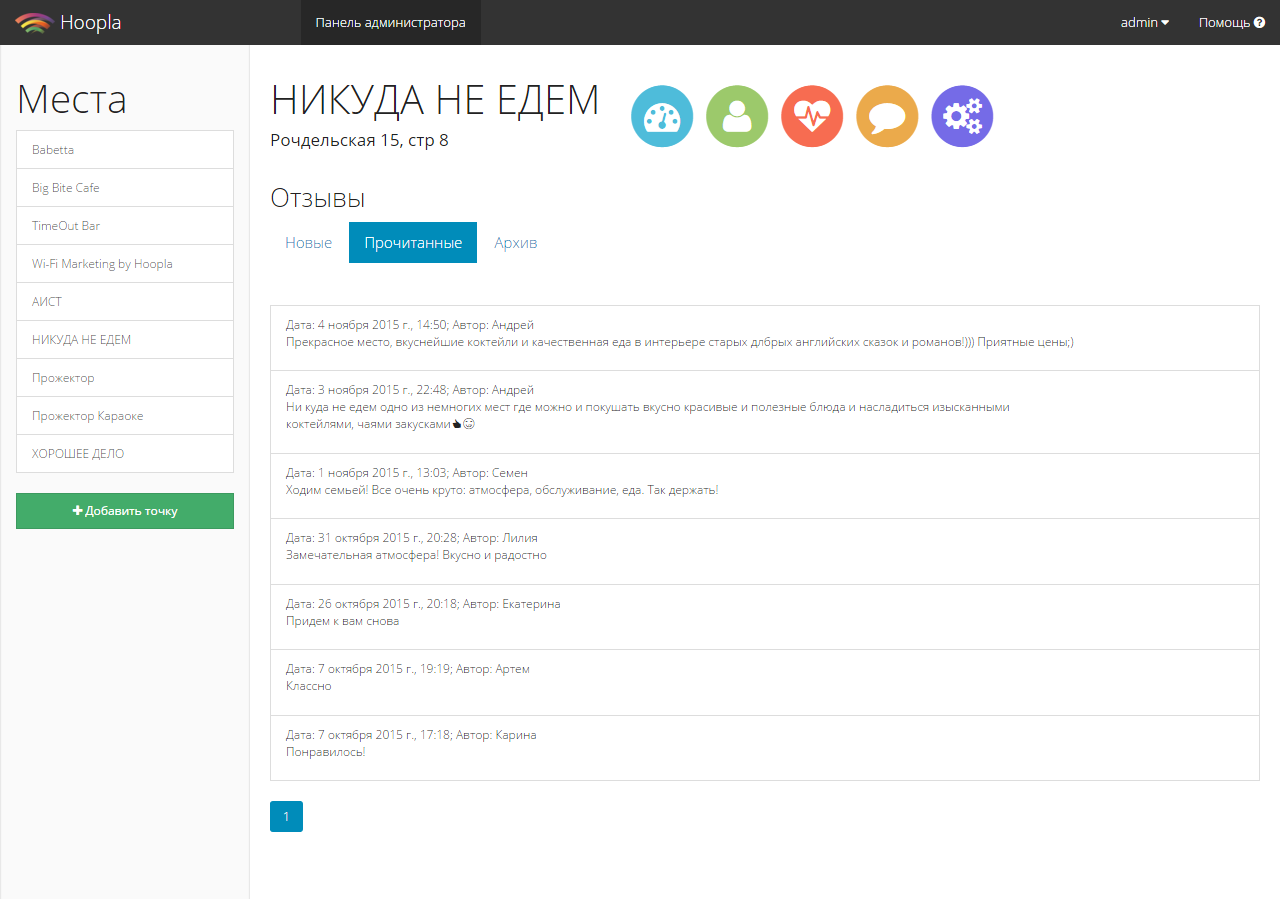 Hoopla
Панель администратора
admin
Помощь
Места
Babetta
Big Bite Cafe
TimeOut Bar
Wi-Fi Marketing by Hoopla
АИСТ
НИКУДА НЕ ЕДЕМ
Прожектор
Прожектор Караоке
ХОРОШЕЕ ДЕЛО
Добавить точку
НИКУДА НЕ ЕДЕМ
Рочдельская 15, стр 8
Отзывы
Новые
Прочитанные
Архив
Дата: 4 ноября 2015 г., 14:50; Автор: Андрей
Прекрасное место, вкуснейшие коктейли и качественная еда в интерьере старых длбрых английских сказок и романов!))) Приятные цены;)
Дата: 3 ноября 2015 г., 22:48; Автор: Андрей
Ни куда не едем одно из немногих мест где можно и покушать вкусно красивые и полезные блюда и насладиться изысканными
коктейлями, чаями закусками
Дата: 1 ноября 2015 г., 13:03; Автор: Семен
Ходим семьей! Все очень круто: атмосфера, обслуживание, еда. Так держать!
Дата: 31 октября 2015 г., 20:28; Автор: Лилия
Замечательная атмосфера! Вкусно и радостно
Дата: 26 октября 2015 г., 20:18; Автор: Екатерина
Придем к вам снова
Дата: 7 октября 2015 г., 19:19; Автор: Артем
Классно
Дата: 7 октября 2015 г., 17:18; Автор: Карина
Понравилось!
1